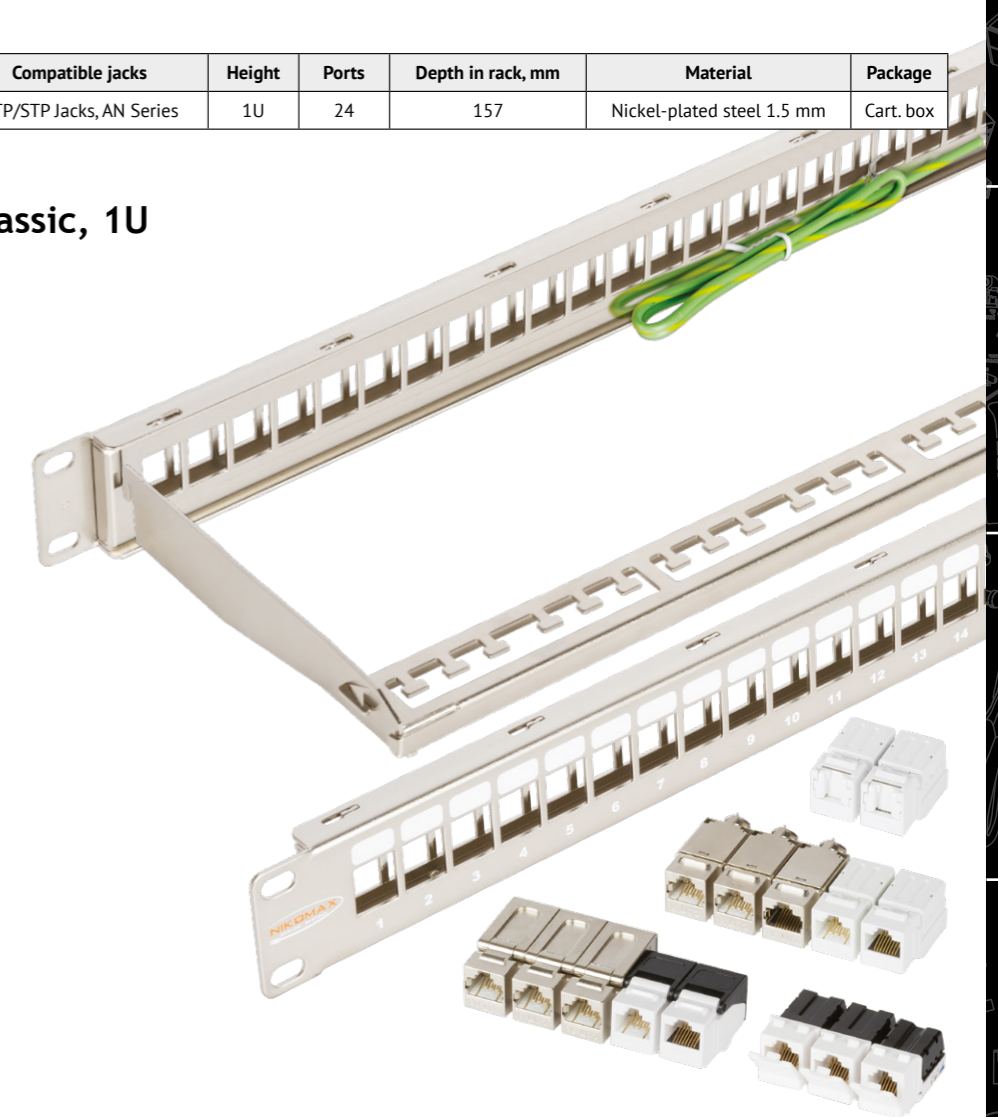 Compatible jacks Height Ports Depth in rack, mm Material Package
TP/STP Jacks, AN Series 1U 24 157 Nickel-plated steel 1.5 mm Cart. box
assic, 1U
1 2 3 4 5 6 7 8 9 10 11 12 13 14
NIKOMAX